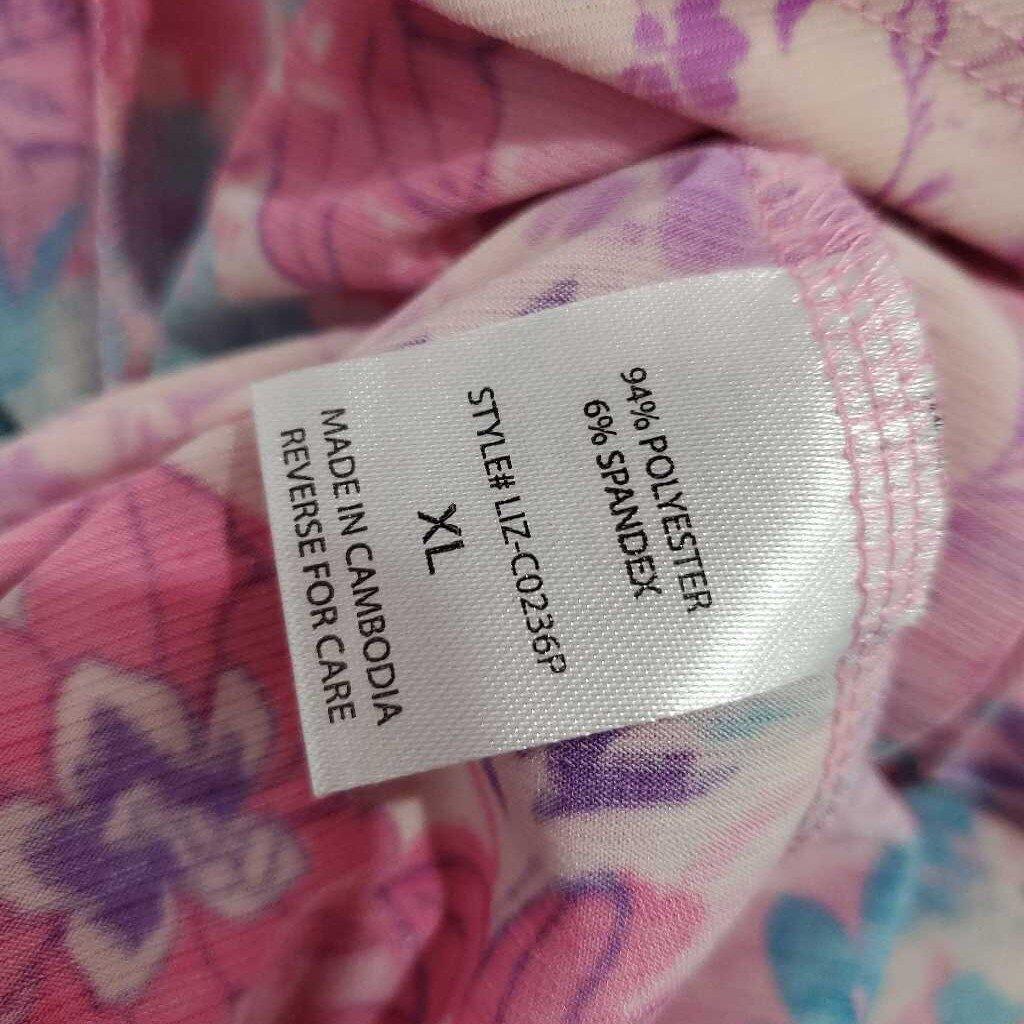 94% POLYESTER
6% SPANDEX
STYLE# LIZ-C0236P
XL
MADE IN CAMBODIA
REVERSE FOR CARE